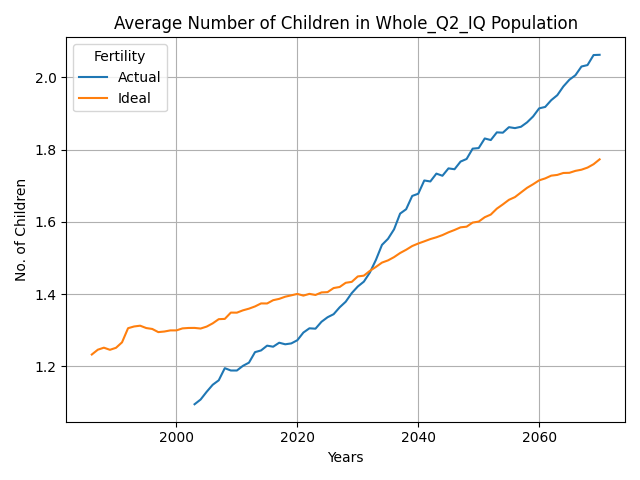 Average Number of Children in Whole_Q2_IQ Population
Fertility
Actual
Ideal
No. of Children
2.0
1.8
1.6
1.4
1.2
2000
2020
2040
2060
Years